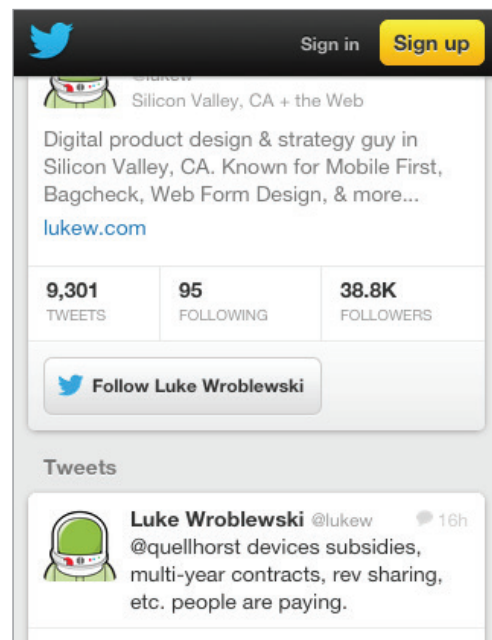 Sign in Sign up
@lukew
Silicon Valley, CA + the Web
Digital product design & strategy guy in
Silicon Valley, CA. Known for Mobile First,
Bagcheck, Web Form Design, & more...
lukew.com
9,301 95 38.8K
TWEETS FOLLOWING FOLLOWERS
Follow Luke Wroblewski
Tweets
Luke Wroblewski @lukew 16h
@quellhorst devices subsidies,
multi-year contracts, rev sharing,
etc. people are paying.